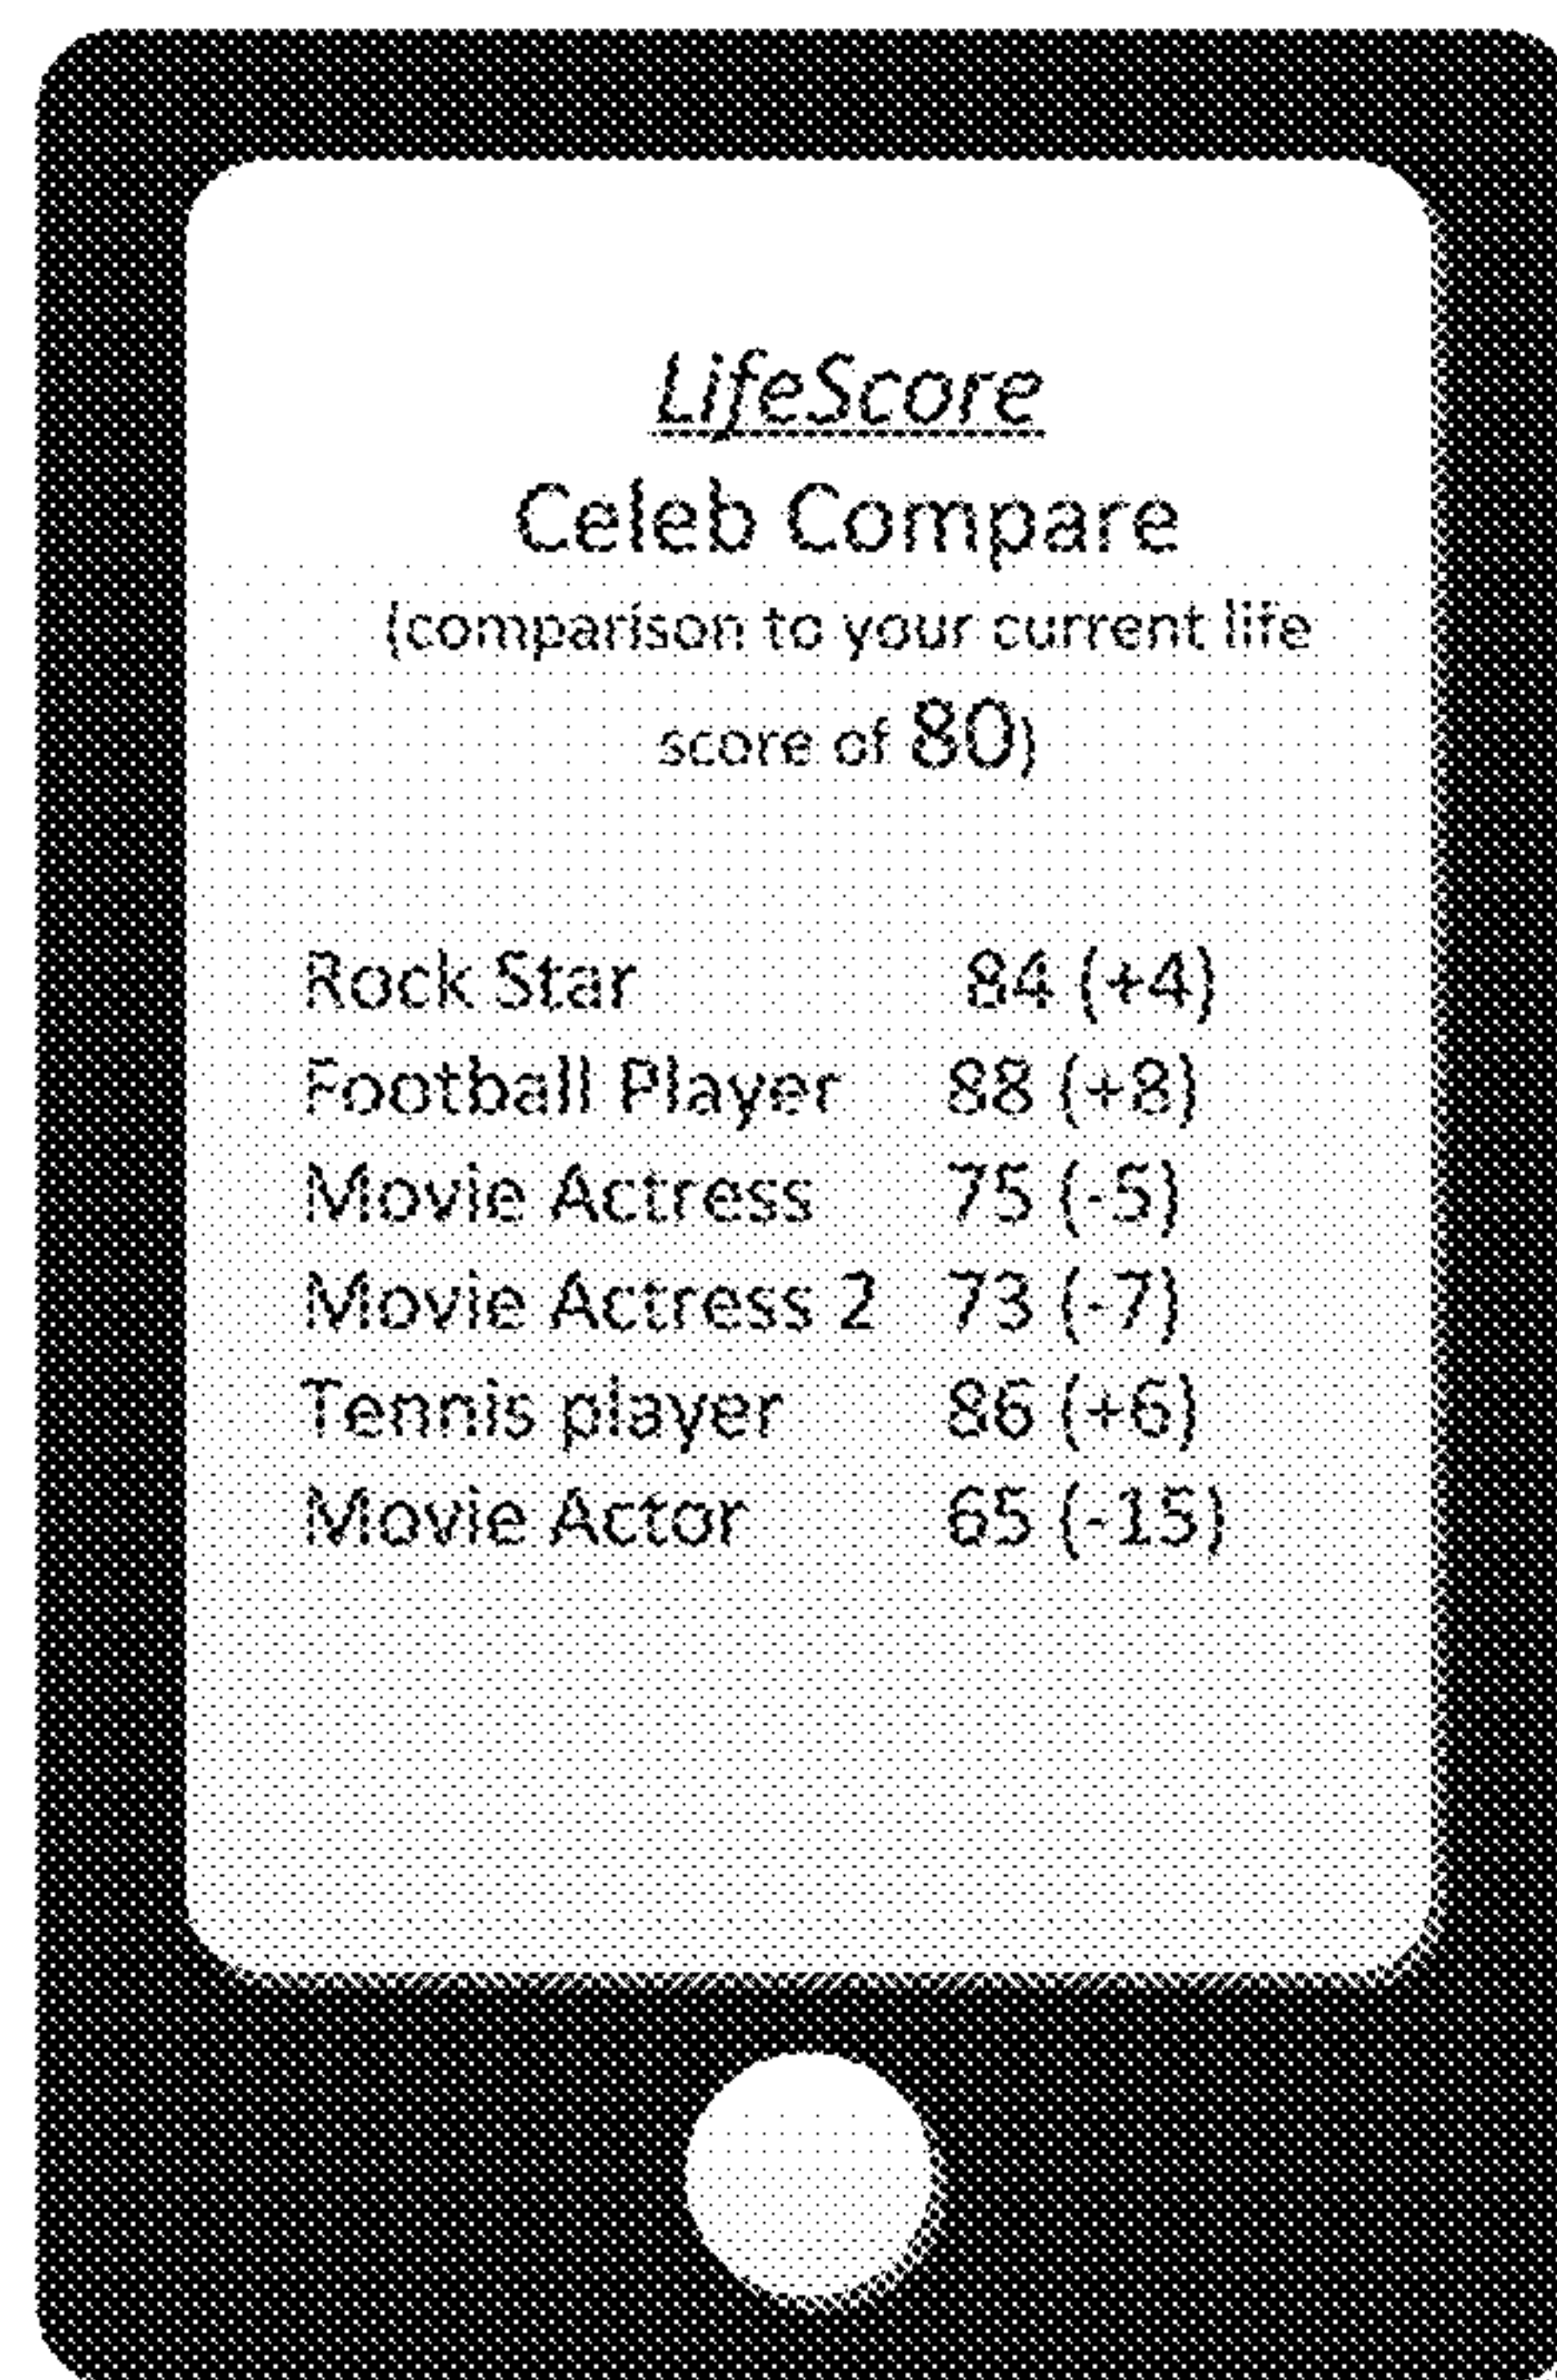 LifeScore
Celeb Compare
(comparison to your current life
score of 80)
Rock Star 84 (+4)
Football Player 88 (+8)
Movie Actress 75 (-5)
Movie Actress 2 73 (-7)
Tennis player 86 (+6)
Movie Actor 65 (-15)